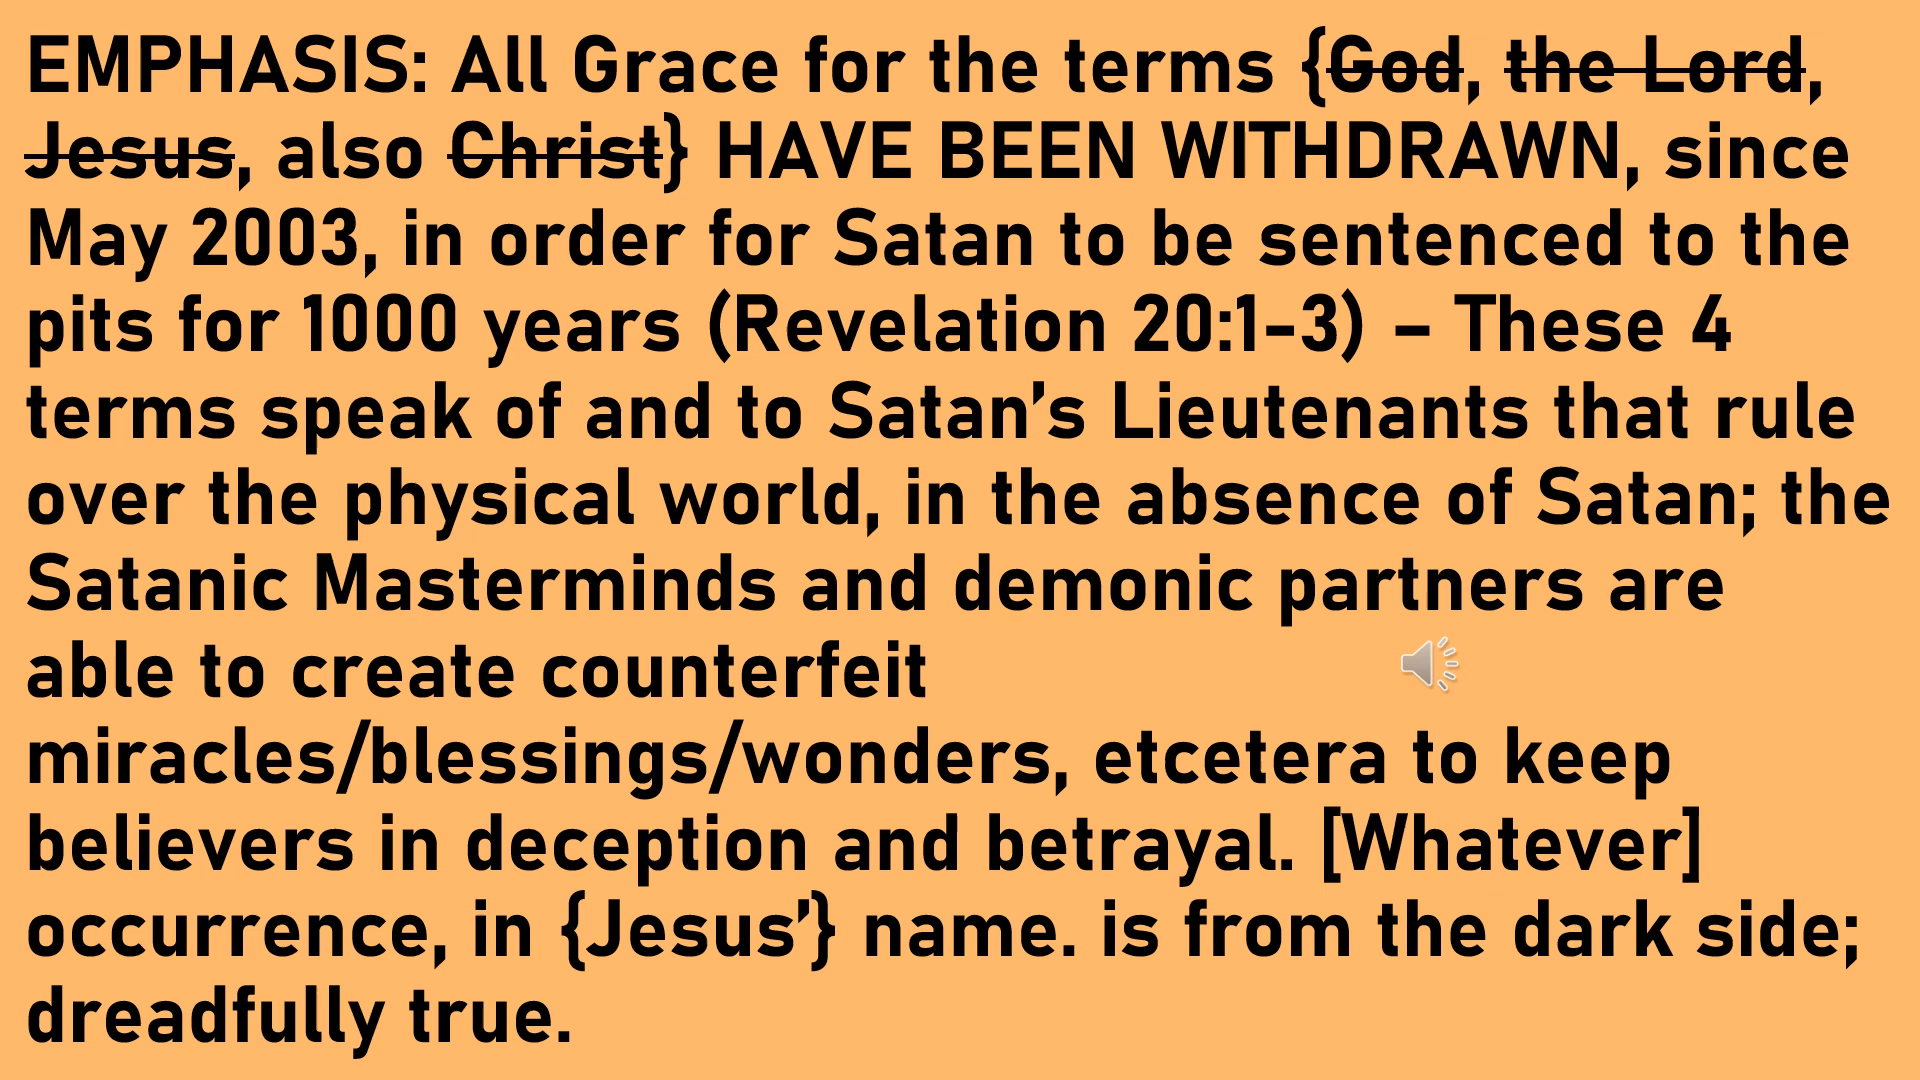 EMPHASIS: All Grace for the terms {God, the Lord,
Jesus, also Christ} HAVE BEEN WITHDRAWN, since
May 2003, in order for Satan to be sentenced to the
pits for 1000 years (Revelation 20:1-3) – These 4
terms speak of and to Satan’s Lieutenants that rule
over the physical world, in the absence of Satan; the
Satanic Masterminds and demonic partners are
able to create counterfeit
miracles/blessings/wonders, etcetera to keep
believers in deception and betrayal. [Whatever]
occurrence, in {Jesus’} name. is from the dark side;
dreadfully true.